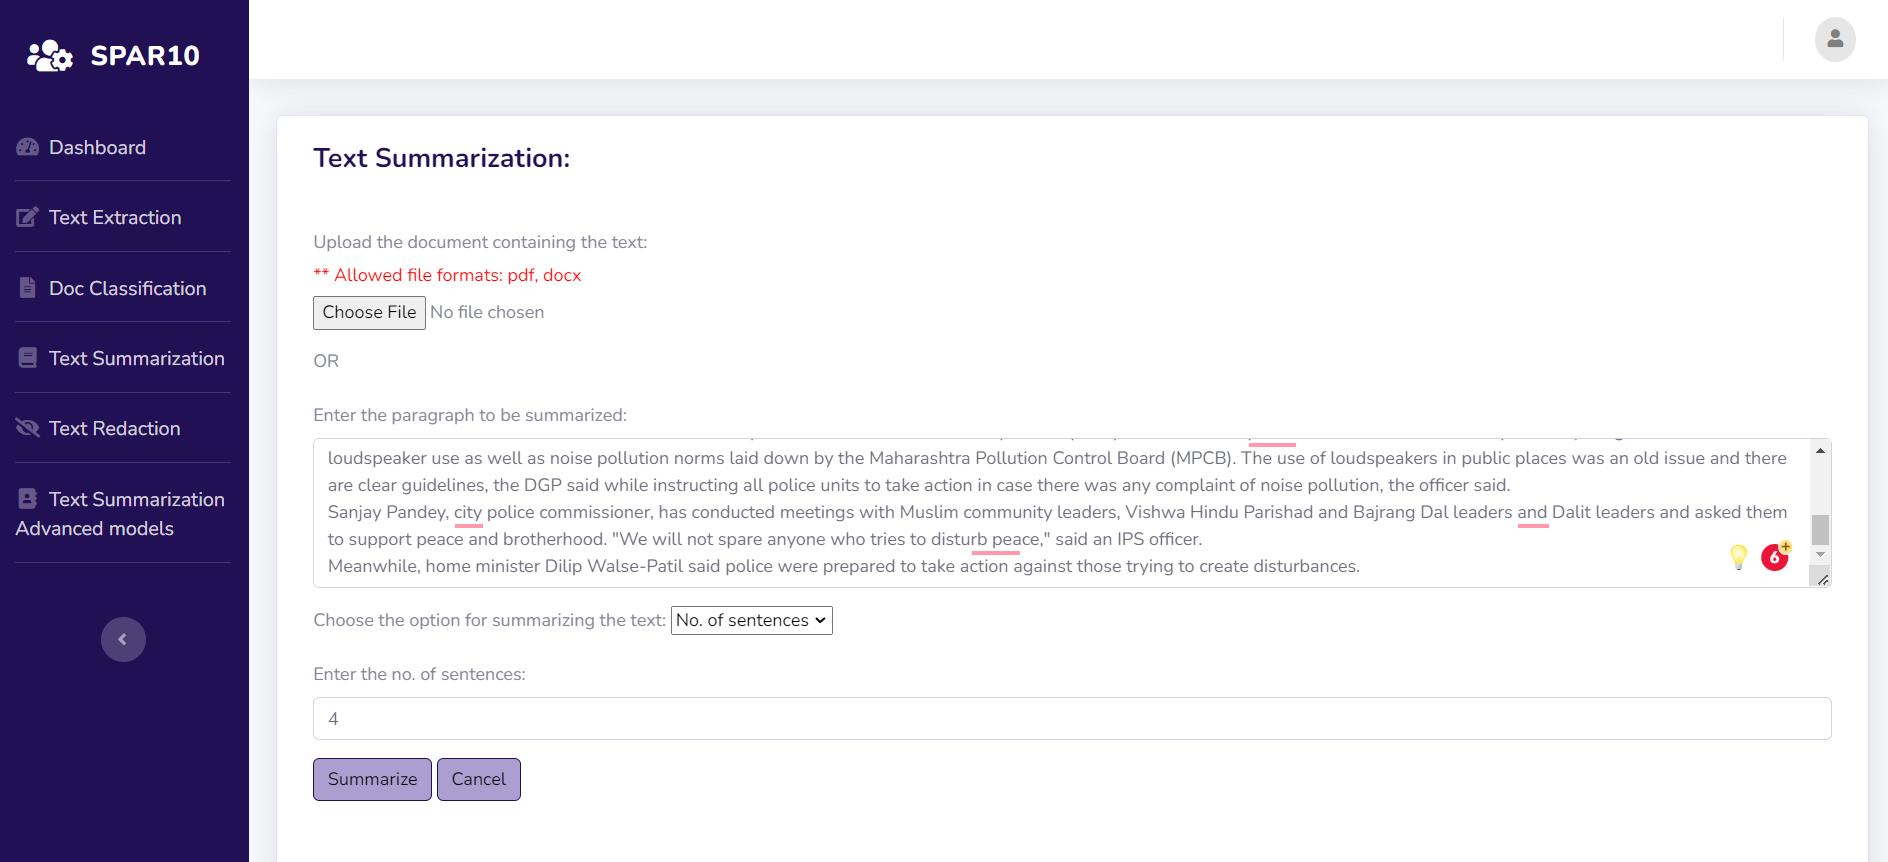 SPAR10
Dashboard
Text Extraction
Doc Classification
Text Summarization
Text Redaction
Text Summarization
Advanced models
Text Summarization:
Upload the document containing the text:
** Allowed file formats: pdf, docx
Choose File No file chosen
OR
Enter the paragraph to be summarized:
loudspeaker use as well as noise pollution norms laid down by the Maharashtra Pollution Control Board (MPCB). The use of loudspeakers in public places was an old issue and there
are clear guidelines, the DGP said while instructing all police units to take action in case there was any complaint of noise pollution, the officer said.
Sanjay Pandey, city police commissioner, has conducted meetings with Muslim community leaders, Vishwa Hindu Parishad and Bajrang Dal leaders and Dalit leaders and asked them
to support peace and brotherhood. "We will not spare anyone who tries to disturb peace," said an IPS officer.
Meanwhile, home minister Dilip Walse-Patil said police were prepared to take action against those trying to create disturbances.
6
Choose the option for summarizing the text: No. of sentences
Enter the no. of sentences:
4
Summarize Cancel